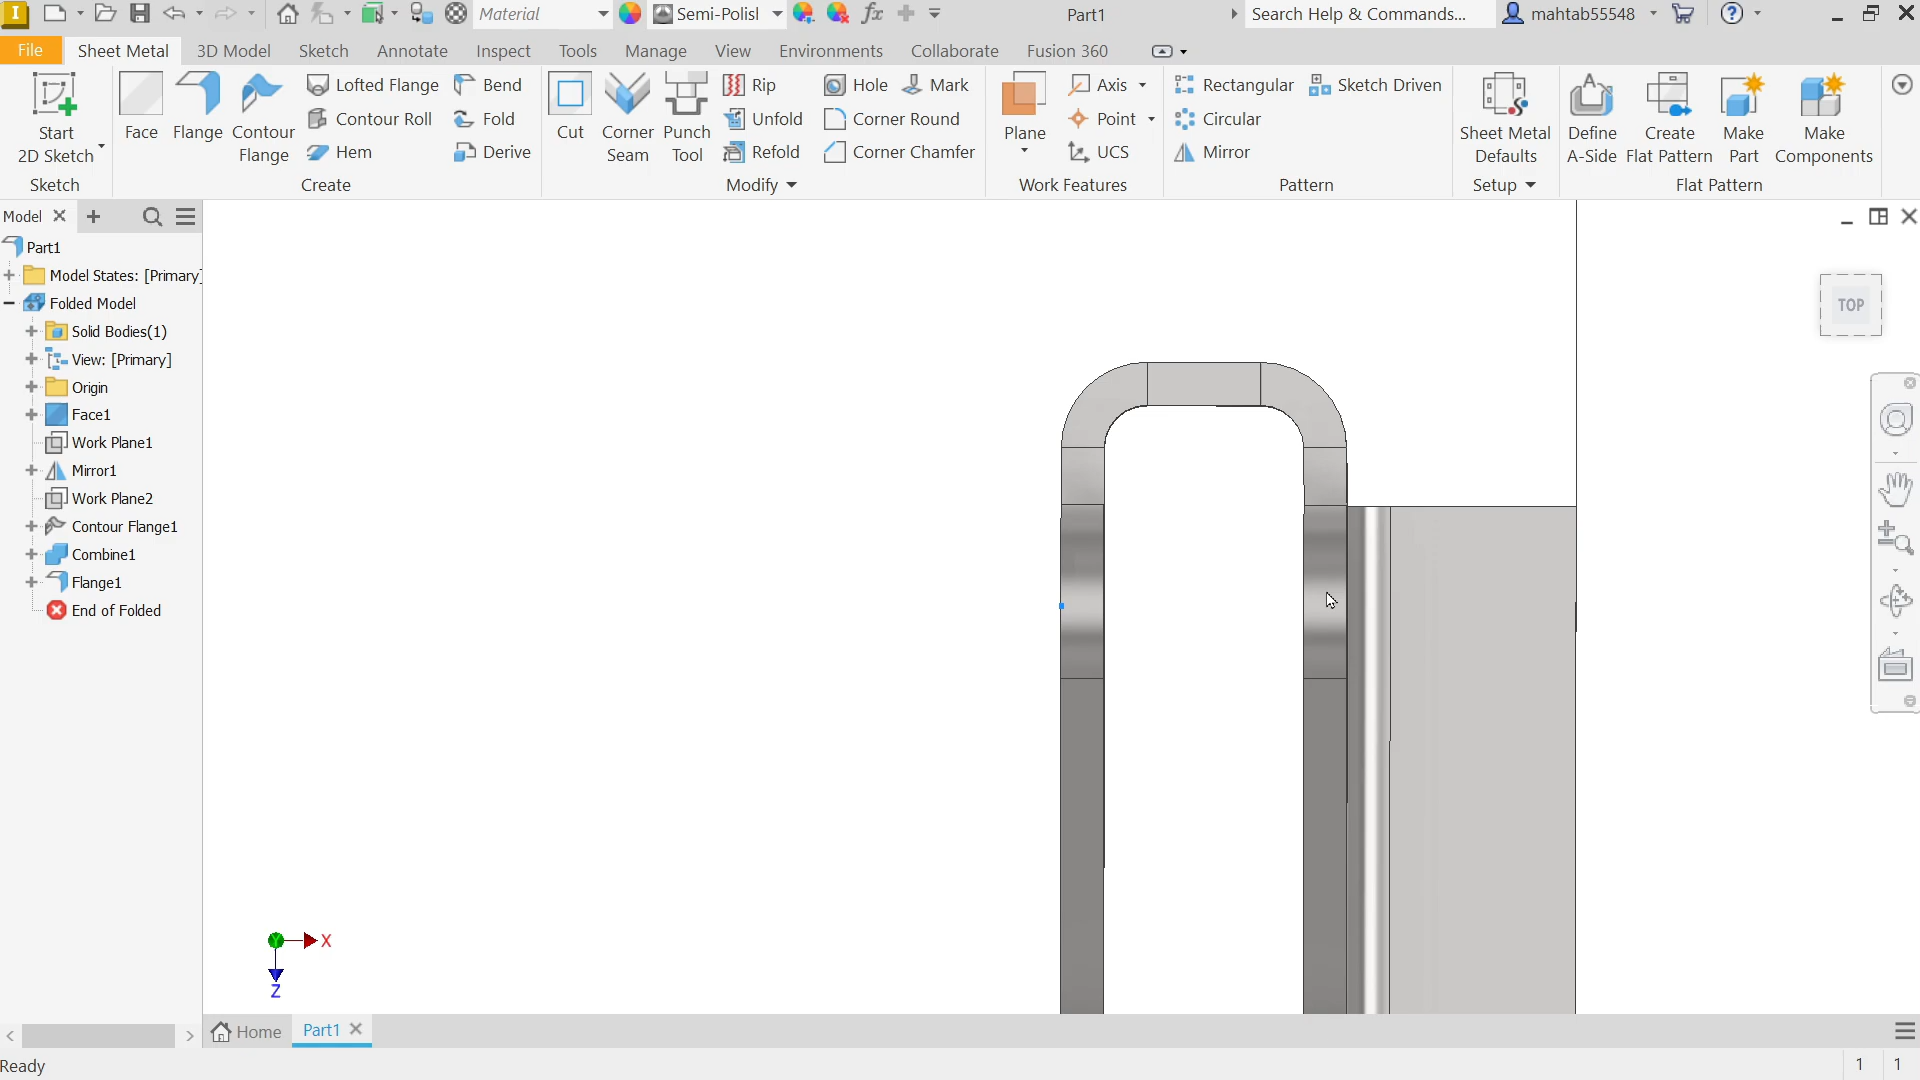 Material
Semi-Polisl
fx
Part1
Search Help & Commands...
mahtab55548
File
Sheet Metal
3D Model
Sketch
Annotate
Inspect
Tools
Manage
View
Environments
Collaborate
Fusion 360
Start
2D Sketch
Sketch
Face
Flange
Contour
Flange
Lofted Flange
Contour Roll
Hem
Bend
Fold
Derive
Create
Cut
Corner
Seam
Punch
Tool
Rip
Unfold
Refold
Hole
Mark
Corner Round
Corner Chamfer
Modify
Plane
Axis
Point
UCS
Work Features
Rectangular
Sketch Driven
Circular
Mirror
Pattern
Sheet Metal
Defaults
Setup
Define
A-Side
Create
Flat Pattern
Make
Part
Make
Components
Flat Pattern
Model
Part1
Model States: [Primary]
Folded Model
Solid Bodies(1)
View: [Primary]
Origin
Face1
Work Plane1
Mirror1
Work Plane2
Contour Flange1
Combine1
Flange1
End of Folded
TOP
X
Y
Z
Home
Part1
Ready
1
1